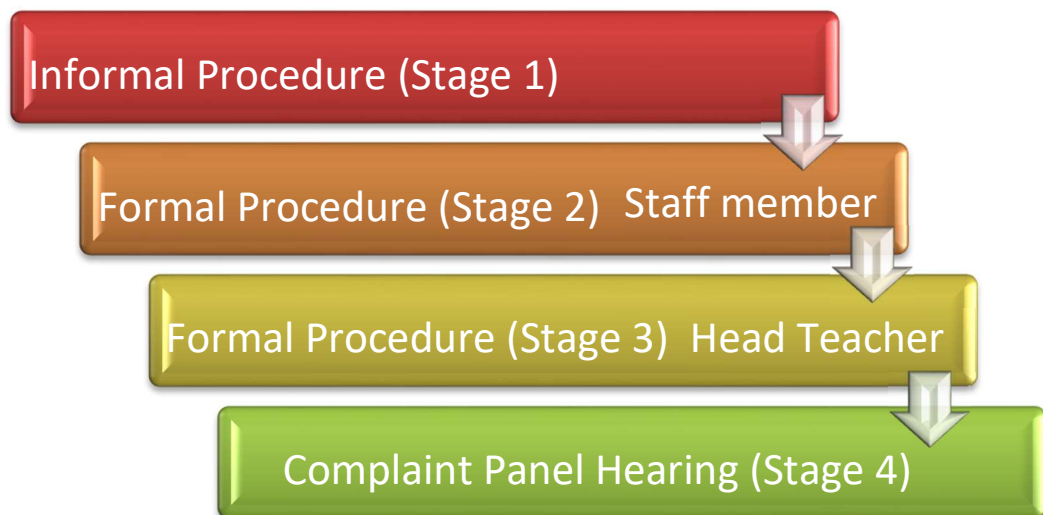 Informal Procedure (Stage 1)
Formal Procedure (Stage 2) Staff member
Formal Procedure (Stage 3) Head Teacher
Complaint Panel Hearing (Stage 4)